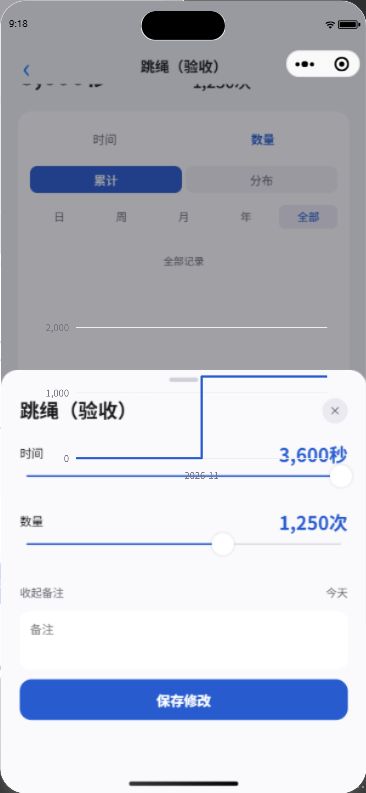 9:18
跳绳（验收）
1,250次
时间
数量
累计
分布
日
周
月
年
全部
全部记录
2,000
1,000
跳绳（验收）
时间
0
3,600秒
2026-11
数量
1,250次
收起备注
今天
备注
保存修改